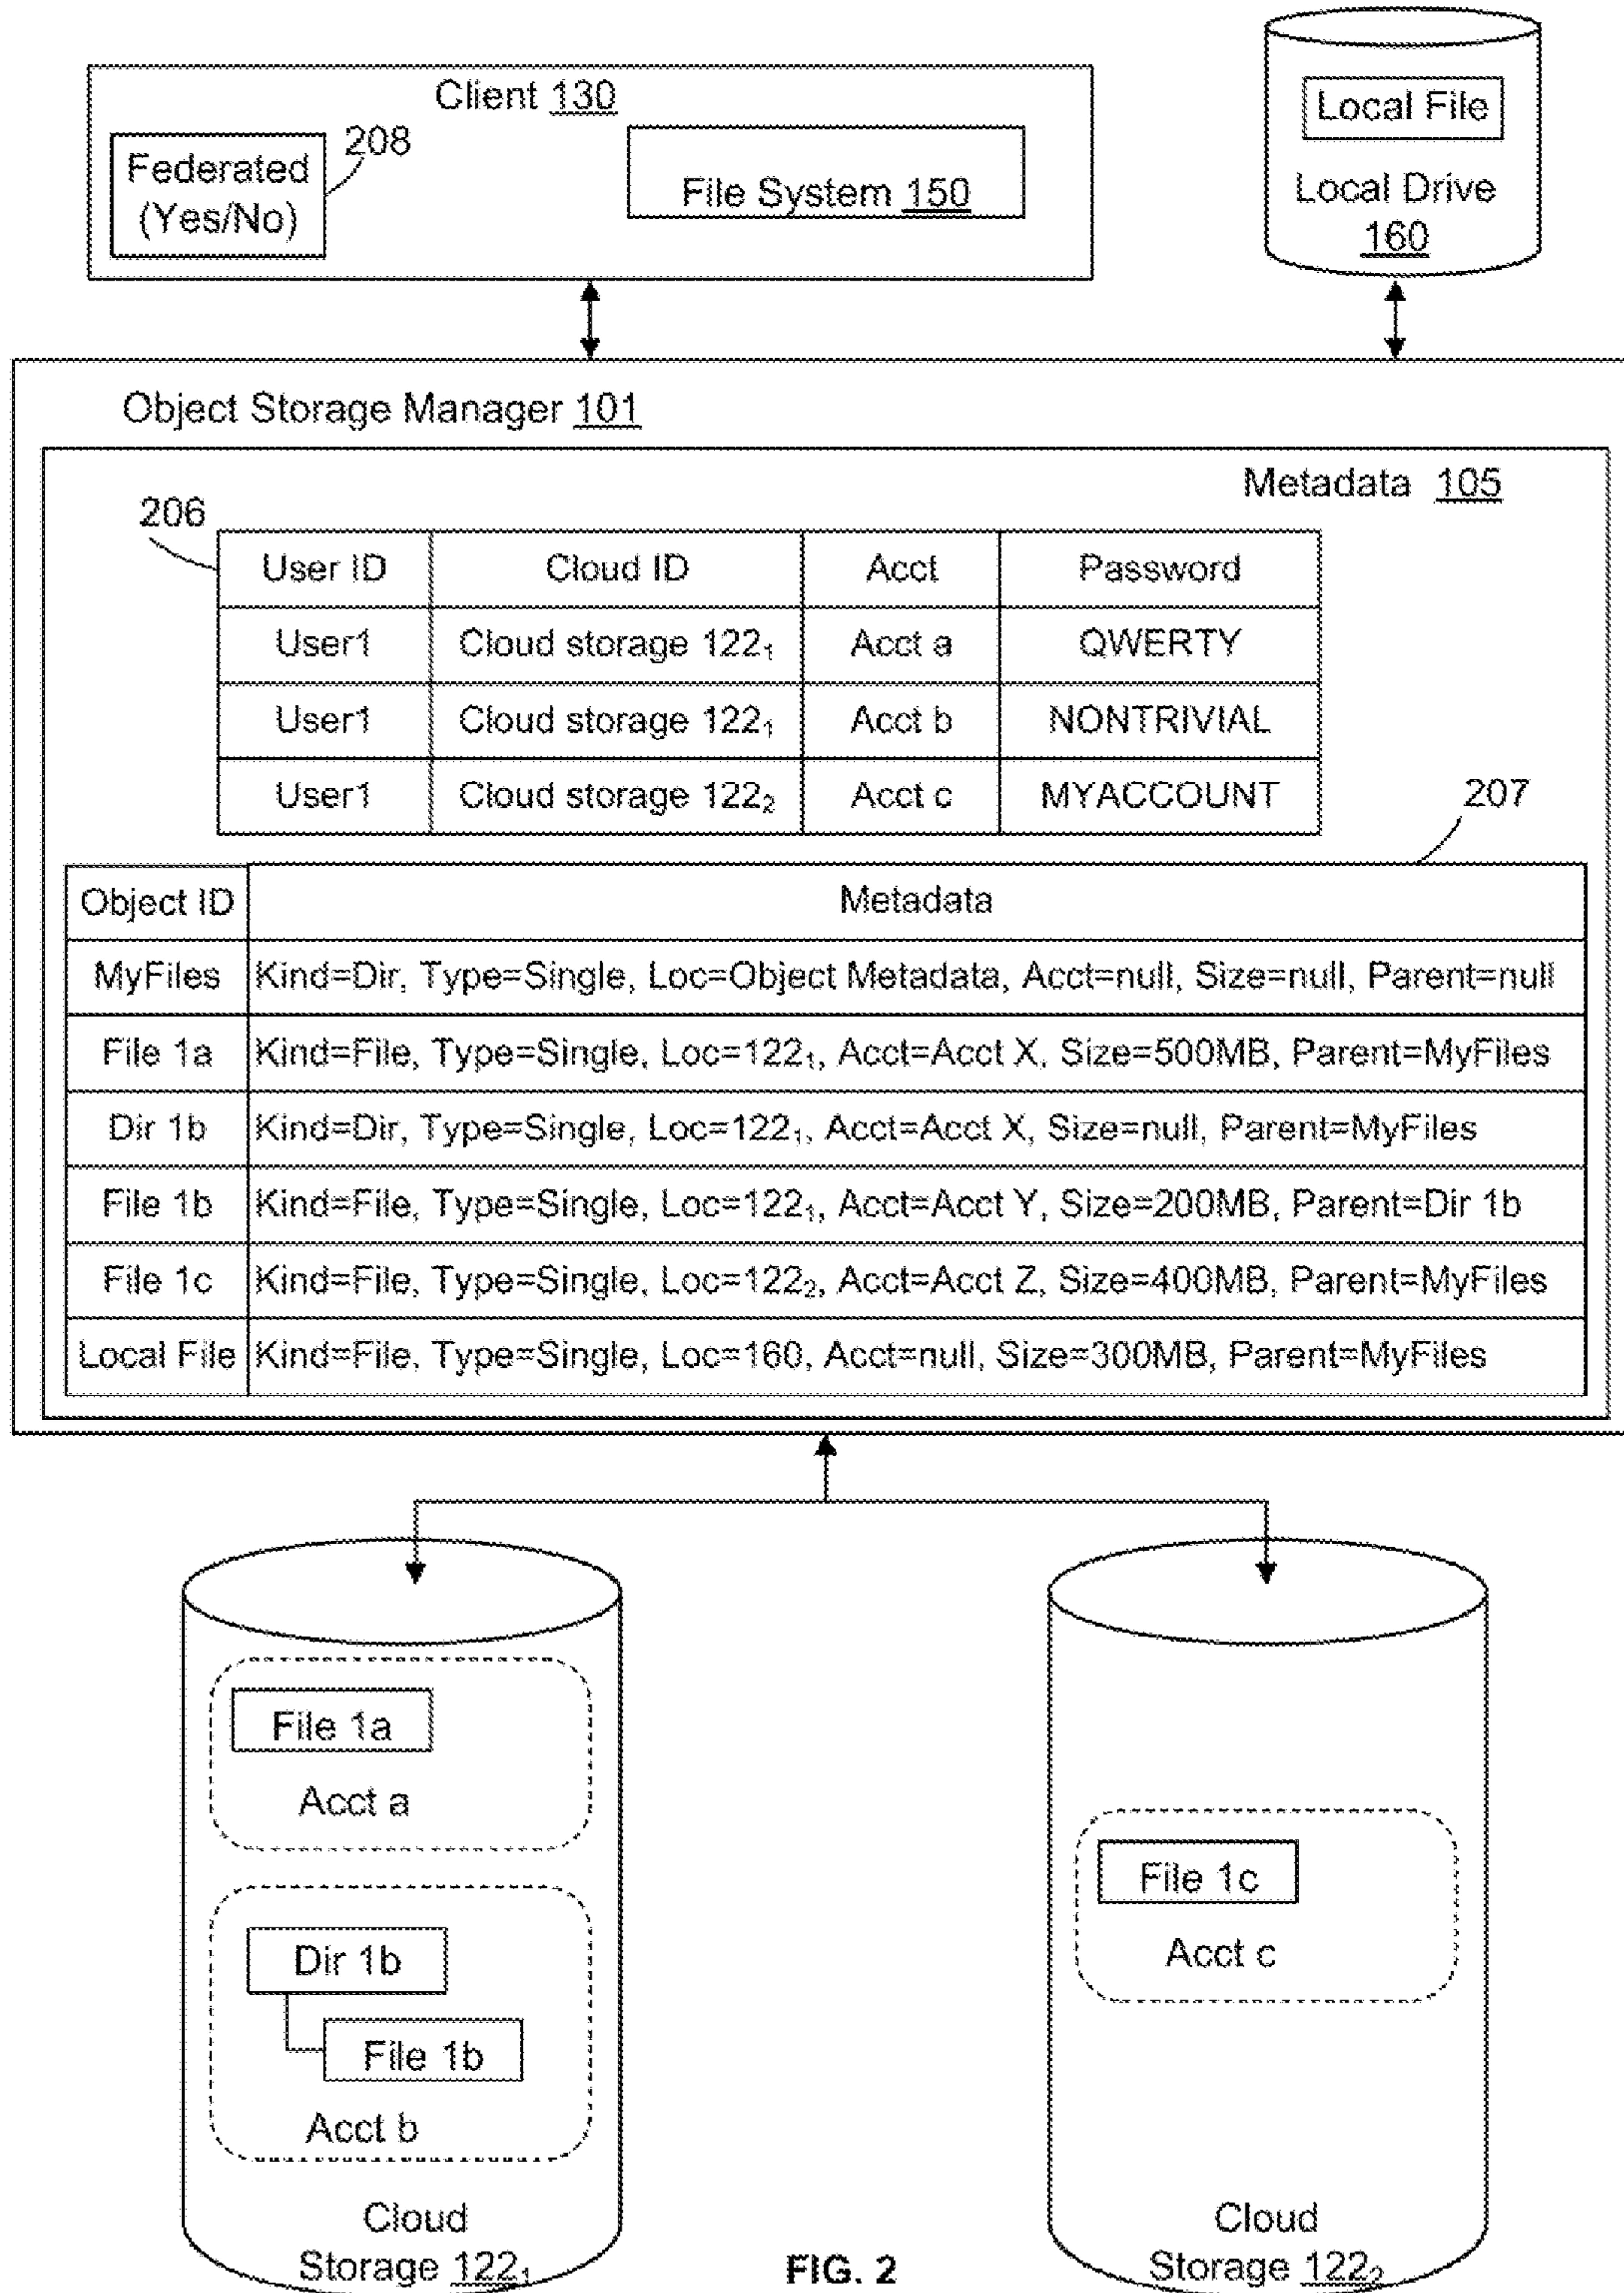 Client 130
208
Federated
(Yes/No)
File System 150
Local File
Local Drive
160
Object Storage Manager 101
Metadata 105
206
User ID Cloud ID Acct Password
User1 Cloud storage 122₁ Acct a QWERTY
User1 Cloud storage 122₁ Acct b NONTRIVIAL
User1 Cloud storage 122₂ Acct c MYACCOUNT
207
Object ID Metadata
MyFiles Kind=Dir, Type=Single, Loc=Object Metadata, Acct=null, Size=null, Parent=null
File 1a Kind=File, Type=Single, Loc=122₁, Acct=Acct X, Size=500MB, Parent=MyFiles
Dir 1b Kind=Dir, Type=Single, Loc=122₁, Acct=Acct X, Size=null, Parent=MyFiles
File 1b Kind=File, Type=Single, Loc=122₁, Acct=Acct Y, Size=200MB, Parent=Dir 1b
File 1c Kind=File, Type=Single, Loc=122₂, Acct=Acct Z, Size=400MB, Parent=MyFiles
Local File Kind=File, Type=Single, Loc=160, Acct=null, Size=300MB, Parent=MyFiles
File 1a
Acct a
Dir 1b
File 1b
Acct b
Cloud
Storage 122₁
File 1c
Acct c
Cloud
Storage 122₂
FIG. 2